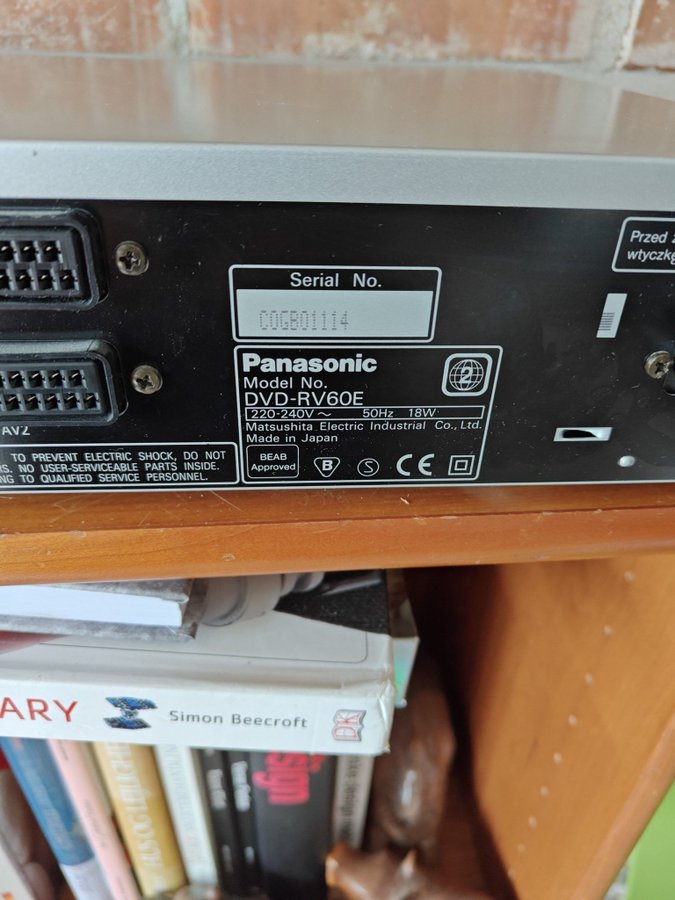 Serial No.
COGB01114
Panasonic
Model No.
DVD-RV60E
220-240V ~ 50Hz 18W
Matsushita Electric Industrial Co., Ltd.
Made in Japan
BEAB
Approved
B
S
CE
2
Przed
wtyczkę
AV2
TO PREVENT ELECTRIC SHOCK, DO NOT
NO USER-SERVICEABLE PARTS INSIDE.
TO QUALIFIED SERVICE PERSONNEL.
ARY Simon Beecroft DK